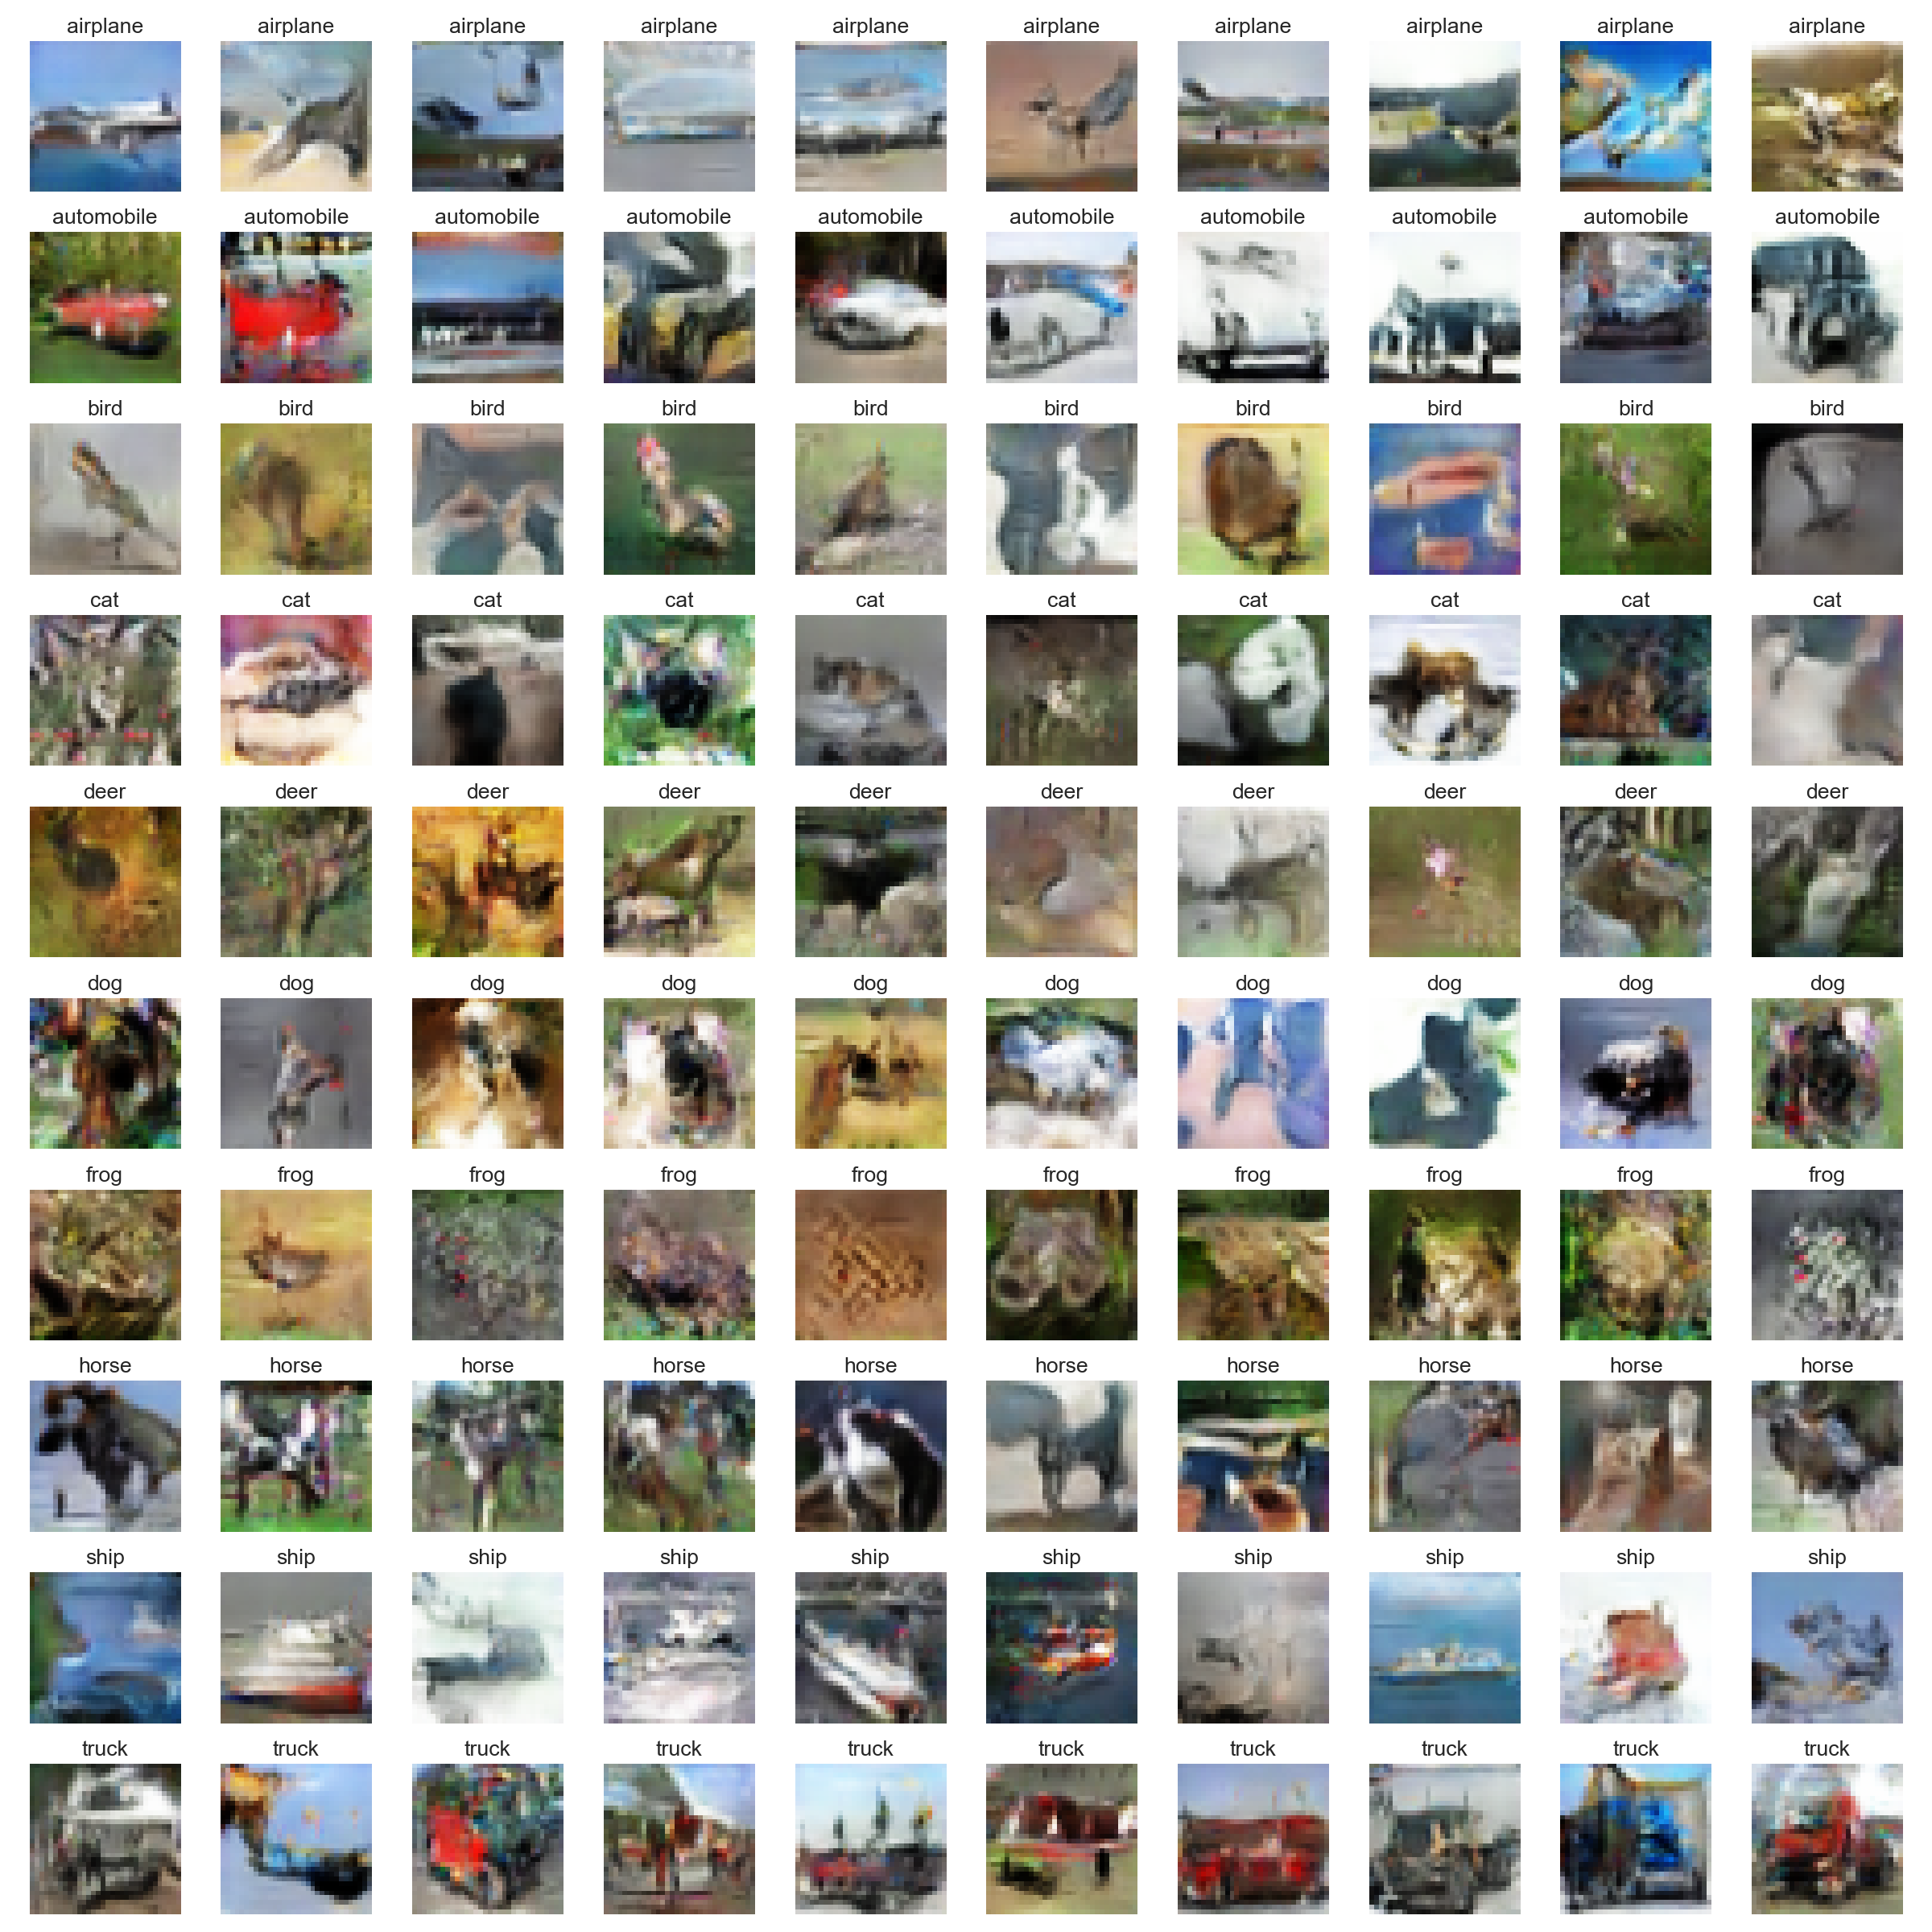 airplane airplane airplane airplane airplane airplane airplane airplane airplane airplane
automobile automobile automobile automobile automobile automobile automobile automobile automobile automobile
bird bird bird bird bird bird bird bird bird bird
cat cat cat cat cat cat cat cat cat cat
deer deer deer deer deer deer deer deer deer deer
dog dog dog dog dog dog dog dog dog dog
frog frog frog frog frog frog frog frog frog frog
horse horse horse horse horse horse horse horse horse horse
ship ship ship ship ship ship ship ship ship ship
truck truck truck truck truck truck truck truck truck truck